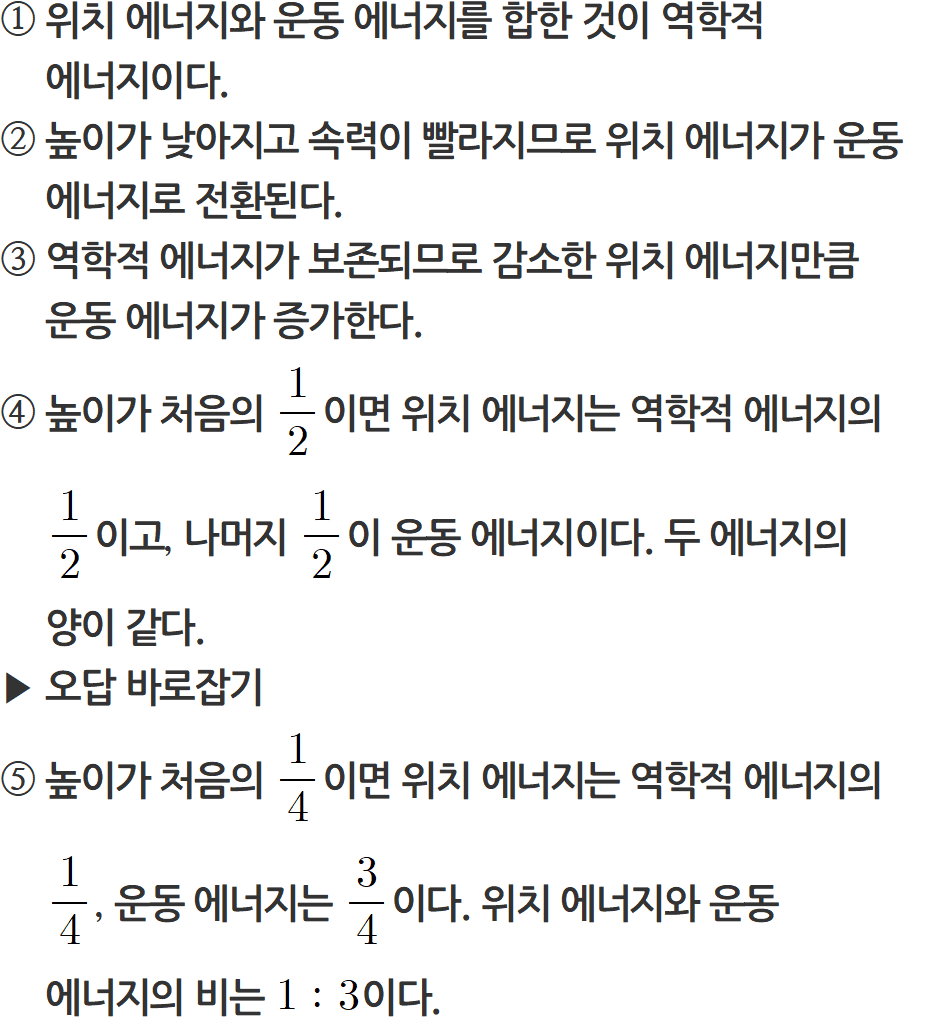 ① 위치 에너지와 운동 에너지를 합한 것이 역학적
에너지이다.
② 높이가 낮아지고 속력이 빨라지므로 위치 에너지가 운동
에너지로 전환된다.
③ 역학적 에너지가 보존되므로 감소한 위치 에너지만큼
운동 에너지가 증가한다.
④ 높이가 처음의 1/2이면 위치 에너지는 역학적 에너지의
1/2이고, 나머지 1/2이 운동 에너지이다. 두 에너지의
양이 같다.
▶ 오답 바로잡기
⑤ 높이가 처음의 1/4이면 위치 에너지는 역학적 에너지의
1/4, 운동 에너지는 3/4이다. 위치 에너지와 운동
에너지의 비는 1 : 3이다.